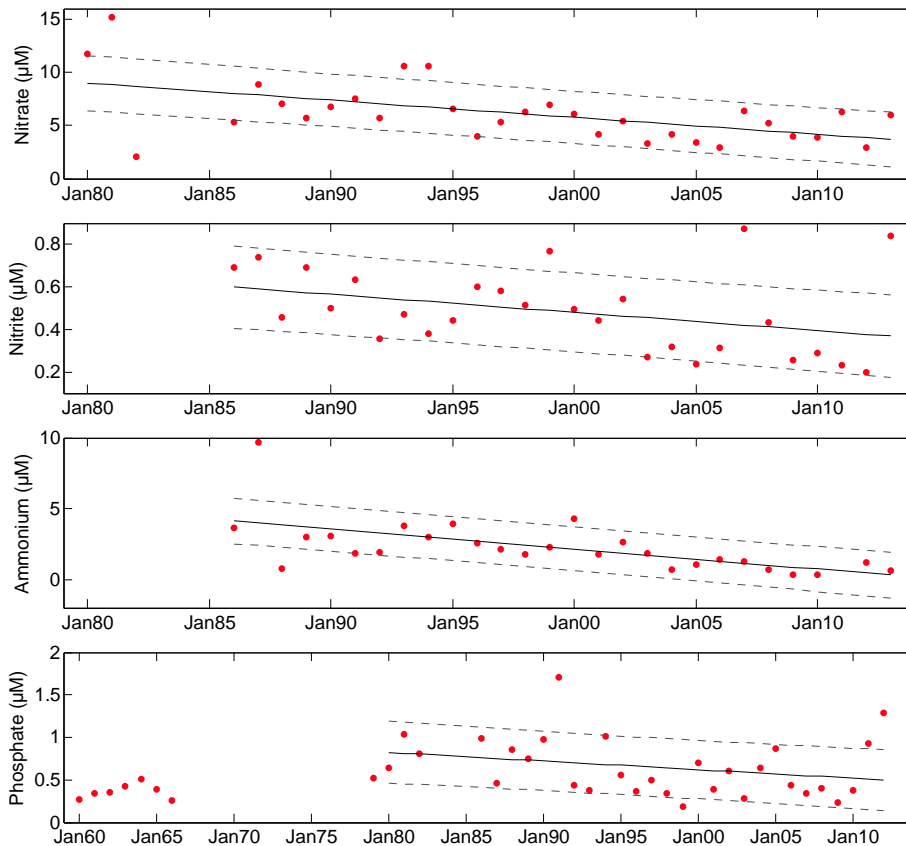 Nitrate (µM)
15
10
5
0
Jan80 Jan85 Jan90 Jan95 Jan00 Jan05 Jan10
Nitrite (µM)
0.8
0.6
0.4
0.2
Jan80 Jan85 Jan90 Jan95 Jan00 Jan05 Jan10
Ammonium (µM)
10
5
0
Jan80 Jan85 Jan90 Jan95 Jan00 Jan05 Jan10
Phosphate (µM)
2
1.5
1
0.5
0
Jan60 Jan65 Jan70 Jan75 Jan80 Jan85 Jan90 Jan95 Jan00 Jan05 Jan10